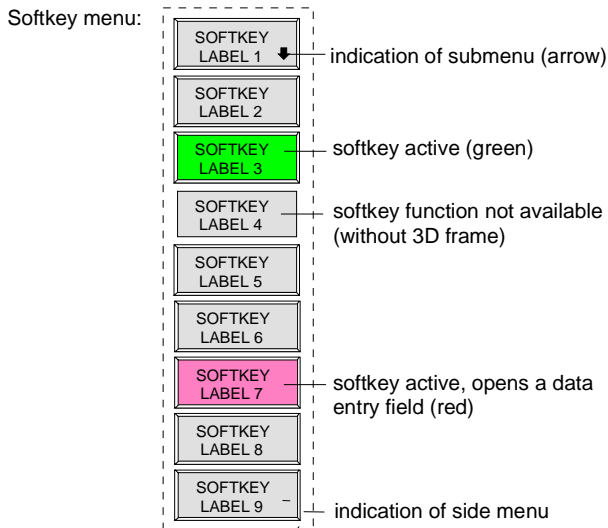 Softkey menu:
SOFTKEY
LABEL 1
indication of submenu (arrow)
SOFTKEY
LABEL 2
SOFTKEY
LABEL 3
softkey active (green)
SOFTKEY
LABEL 4
softkey function not available
(without 3D frame)
SOFTKEY
LABEL 5
SOFTKEY
LABEL 6
SOFTKEY
LABEL 7
softkey active, opens a data
entry field (red)
SOFTKEY
LABEL 8
SOFTKEY
LABEL 9
indication of side menu